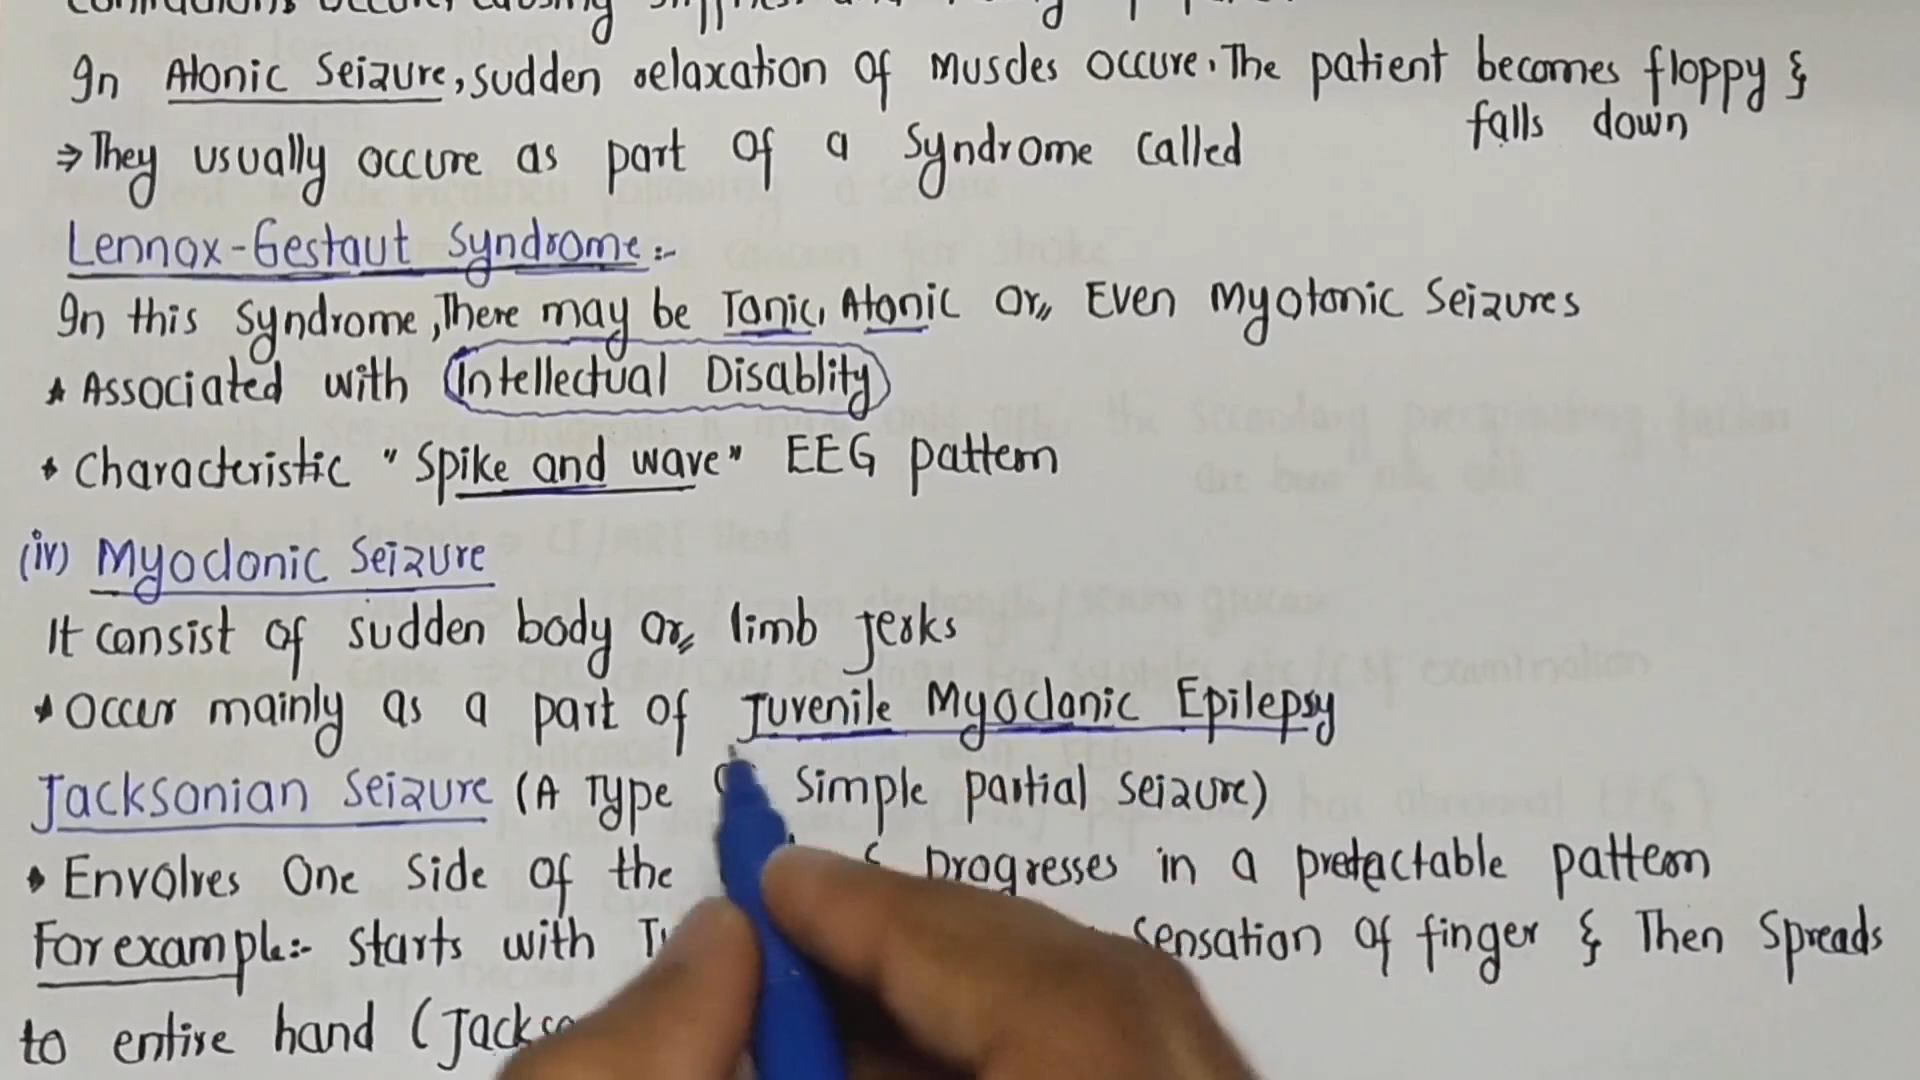 In Atonic Seizure, sudden relaxation of Muscles occure. The patient becomes floppy &
falls down
⇒ They usually occure as part of a Syndrome called
Lennox-Gestaut Syndrome:-
In this Syndrome, There may be Tonic, Atonic Or Even Myotonic Seizures
* Associated with Intellectual Disablity
* Characteristic "Spike and wave" EEG pattern
(iv) Myoclonic Seizure
It consist of sudden body Or limb jerks
* Occur mainly as a part of Juvenile Myoclonic Epilepsy
Jacksonian Seizure (A Type simple partial seizure)
• Envolves One Side of the & progresses in a pretectable pattern
For example:- starts with sensation of finger & Then Spreads
to entire hand (